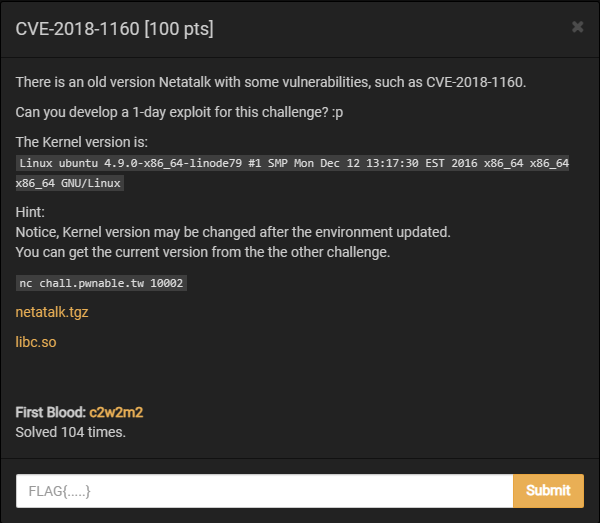 CVE-2018-1160 [100 pts]
×
There is an old version Netatalk with some vulnerabilities, such as CVE-2018-1160.
Can you develop a 1-day exploit for this challenge? :p
The Kernel version is:
Linux ubuntu 4.9.0-x86_64-linode79 #1 SMP Mon Dec 12 13:17:30 EST 2016 x86_64 x86_64
x86_64 GNU/Linux
Hint:
Notice, Kernel version may be changed after the environment updated.
You can get the current version from the the other challenge.
nc chall.pwnable.tw 10002
netatalk.tgz
libc.so
First Blood: c2w2m2
Solved 104 times.
FLAG{.....}
Submit